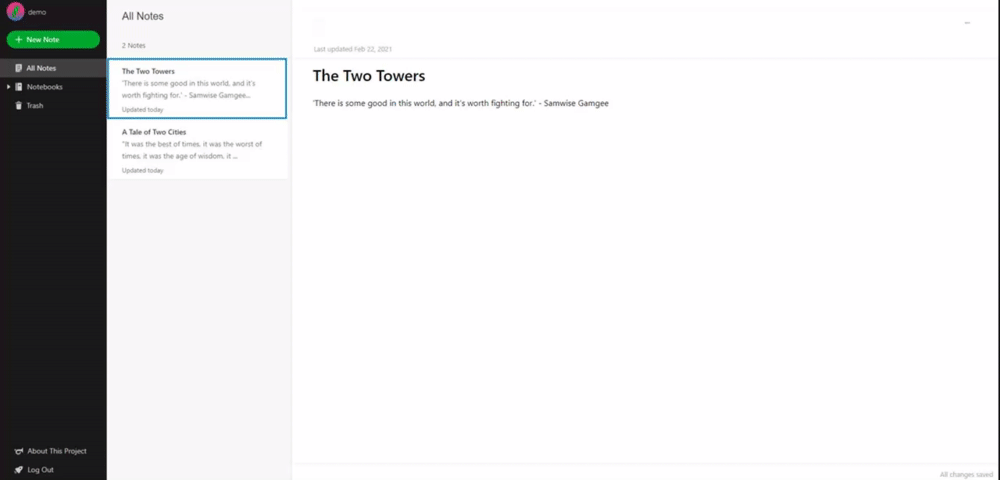 demo
+ New Note
All Notes
Notebooks
Trash
About This Project
Log Out
All Notes
2 Notes
The Two Towers
'There is some good in this world, and it's
worth fighting for.' - Samwise Gamgee...
Updated today
A Tale of Two Cities
"It was the best of times, it was the worst of
times, it was the age of wisdom, it ...
Updated today
...
Last updated Feb 22, 2021
The Two Towers
'There is some good in this world, and it's worth fighting for.' - Samwise Gamgee
All changes saved